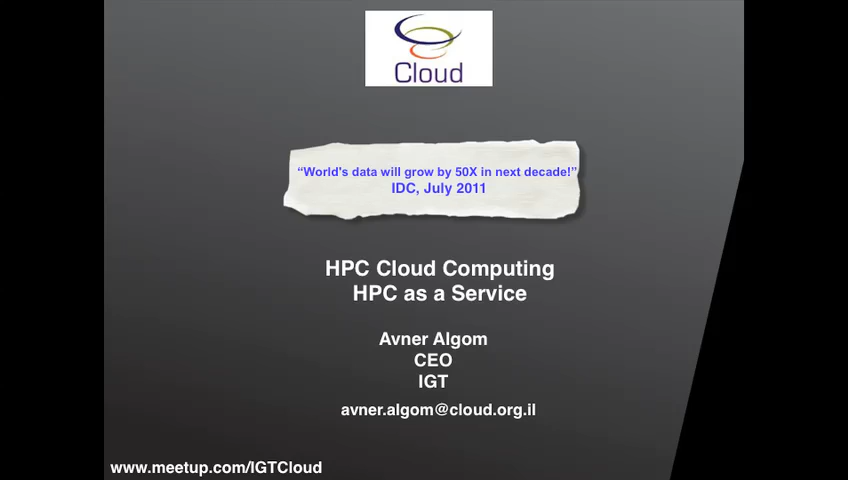 Cloud
“World's data will grow by 50X in next decade!”
IDC, July 2011
HPC Cloud Computing
HPC as a Service
Avner Algom
CEO
IGT
avner.algom@cloud.org.il
www.meetup.com/IGTCloud